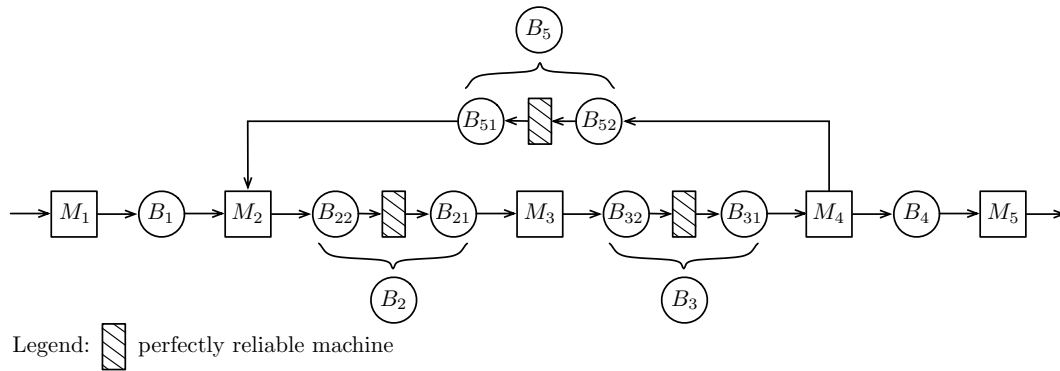 B₅
B₅₁ B₅₂
M₁ B₁ M₂ B₂₂ B₂₁ M₃ B₃₂ B₃₁ M₄ B₄ M₅
B₂ B₃
Legend: perfectly reliable machine